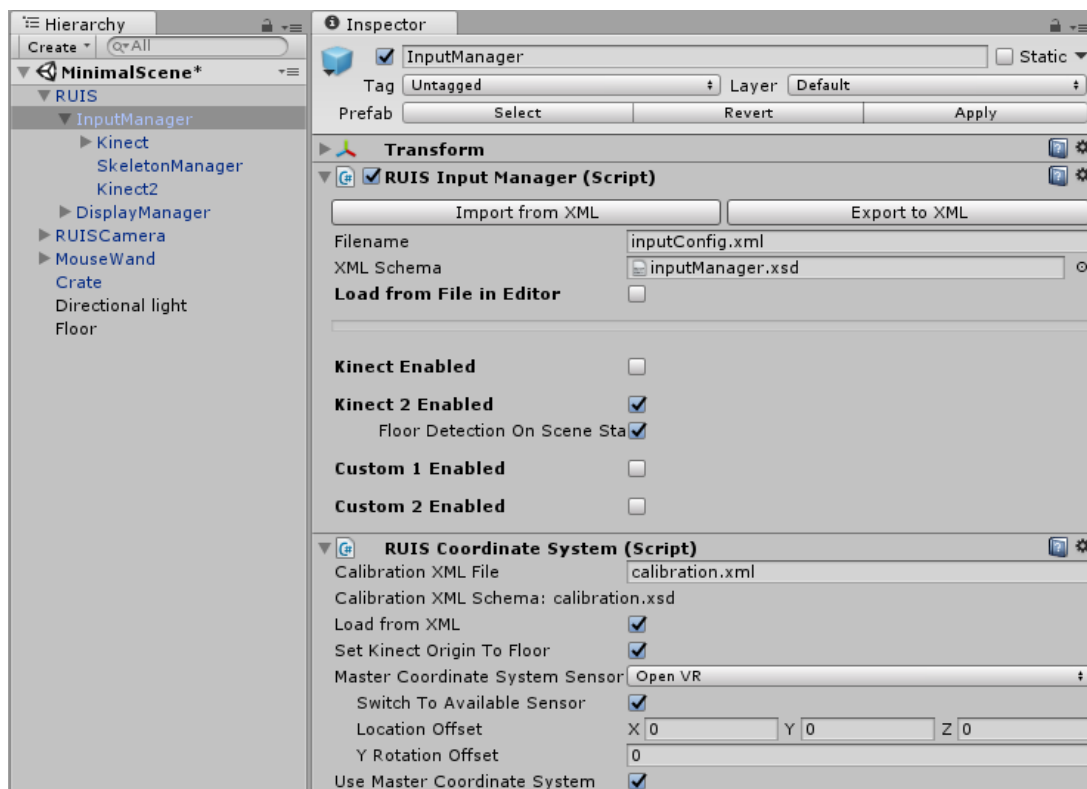 Hierarchy
Create
All
MinimalScene*
RUIS
InputManager
Kinect
SkeletonManager
Kinect2
DisplayManager
RUISCamera
MouseWand
Crate
Directional light
Floor
Inspector
InputManager Static
Tag Untagged Layer Default
Prefab Select Revert Apply
Transform
RUIS Input Manager (Script)
Import from XML Export to XML
Filename inputConfig.xml
XML Schema inputManager.xsd
Load from File in Editor
Kinect Enabled
Kinect 2 Enabled
Floor Detection On Scene Sta
Custom 1 Enabled
Custom 2 Enabled
RUIS Coordinate System (Script)
Calibration XML File calibration.xml
Calibration XML Schema: calibration.xsd
Load from XML
Set Kinect Origin To Floor
Master Coordinate System Sensor Open VR
Switch To Available Sensor
Location Offset X 0 Y 0 Z 0
Y Rotation Offset 0
Use Master Coordinate System